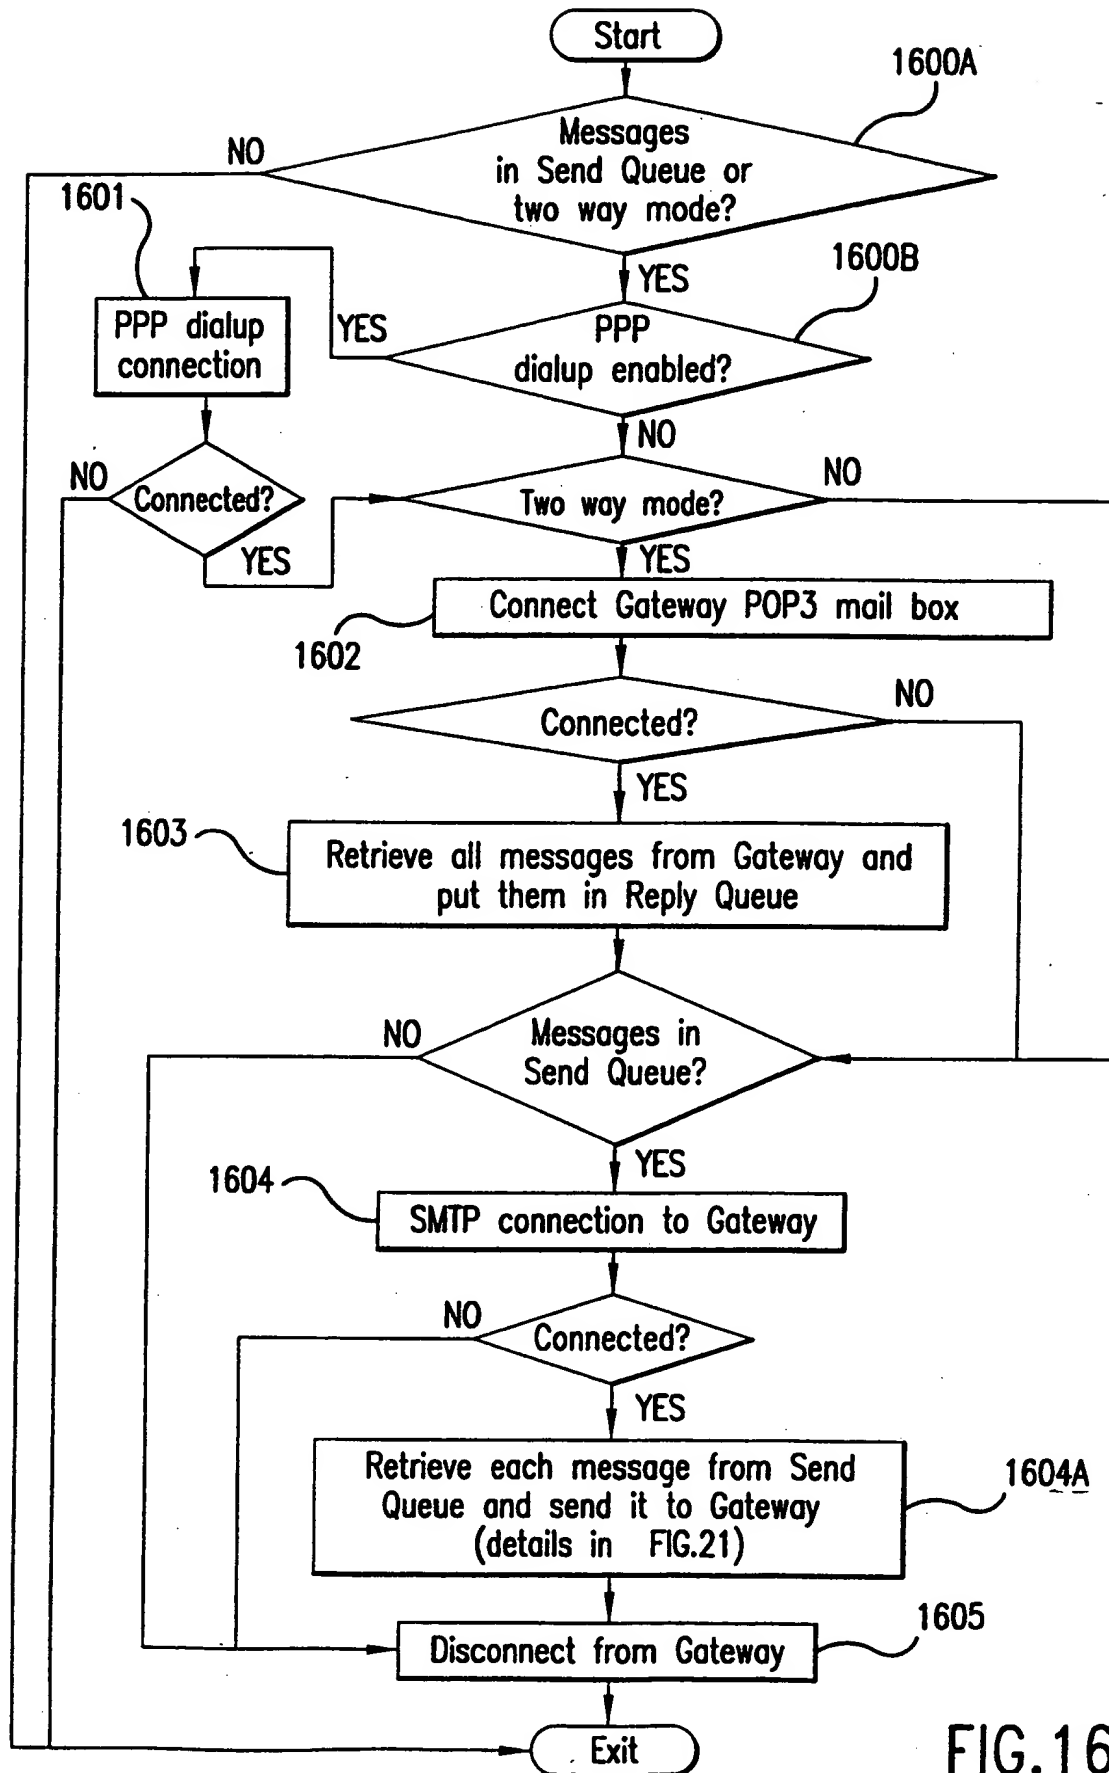 Start
1600A
Messages
in Send Queue or
two way mode?
NO
1601
YES
1600B
PPP dialup
connection
YES
PPP
dialup enabled?
NO
NO
Connected?
YES
Two way mode?
NO
YES
Connect Gateway POP3 mail box
1602
Connected?
NO
YES
1603
Retrieve all messages from Gateway and
put them in Reply Queue
NO
Messages in
Send Queue?
YES
1604
SMTP connection to Gateway
NO
Connected?
YES
Retrieve each message from Send
Queue and send it to Gateway
(details in FIG.21)
1604A
1605
Disconnect from Gateway
Exit
FIG.16